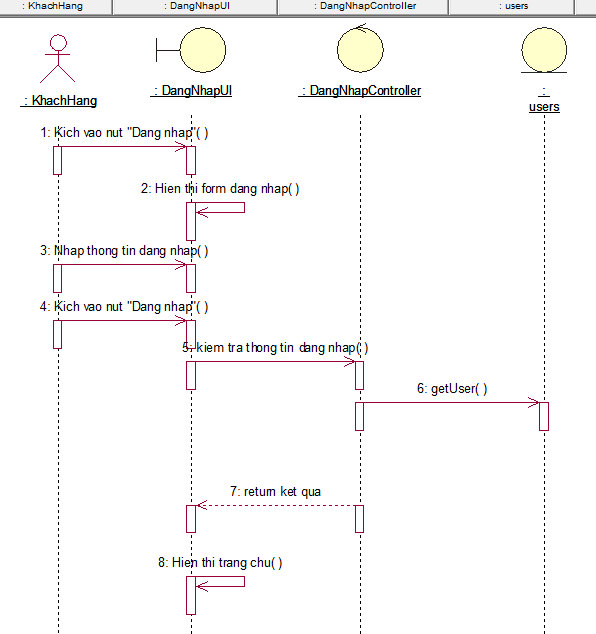 : KhachHang
: DangNhapUI
: DangNhapController
: users
: KhachHang
: DangNhapUI
: DangNhapController
:
users
1: Kich vao nut "Dang nhap"( )
2: Hien thi form dang nhap( )
3: Nhap thong tin dang nhap( )
4: Kich vao nut "Dang nhap"( )
5: kiem tra thong tin dang nhap( )
6: getUser( )
7: return ket qua
8: Hien thi trang chu( )